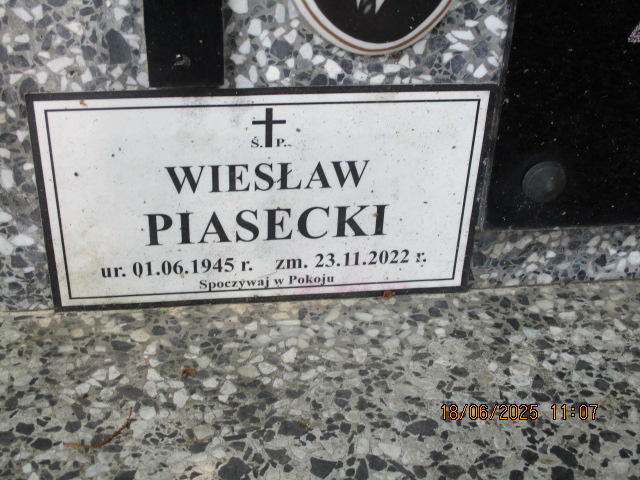 Ś. P.
WIESŁAW
PIASECKI
ur. 01.06.1945 r. zm. 23.11.2022 r.
Spoczywaj w Pokoju
18/06/2025 11:07